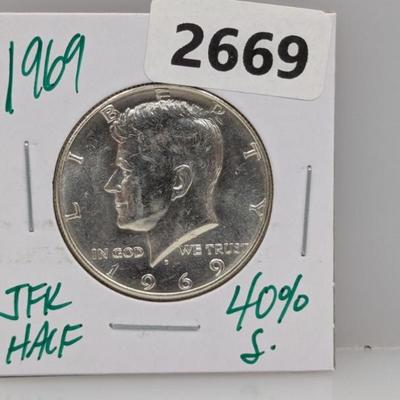 1969
2669
LIBERTY
IN GOD WE TRUST
1969
JFK
HALF
40%
S.